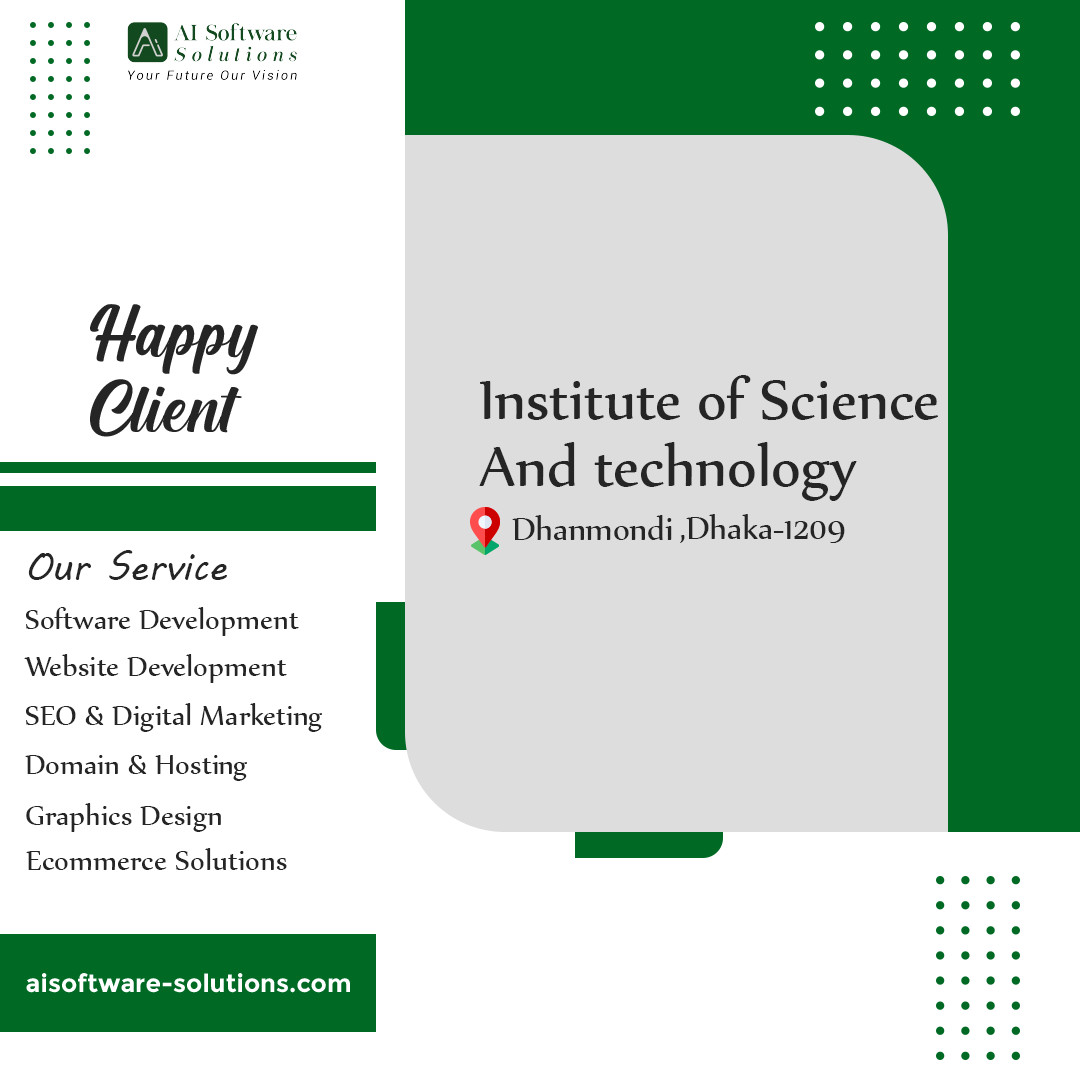 AI Software
Solutions
Your Future Our Vision
Happy
Client
Our Service
Software Development
Website Development
SEO & Digital Marketing
Domain & Hosting
Graphics Design
Ecommerce Solutions
aisoftware-solutions.com
Institute of Science
And technology
Dhanmondi ,Dhaka-1209